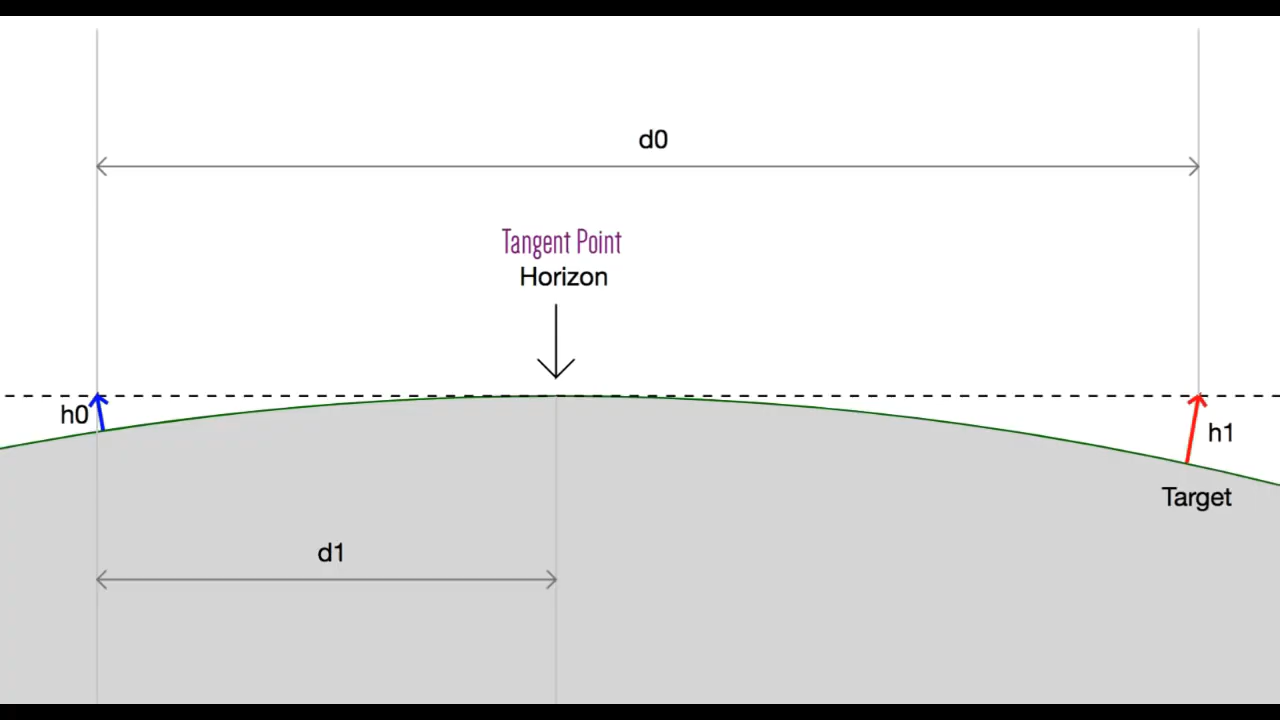 d0
Tangent Point
Horizon
h0
h1
Target
d1